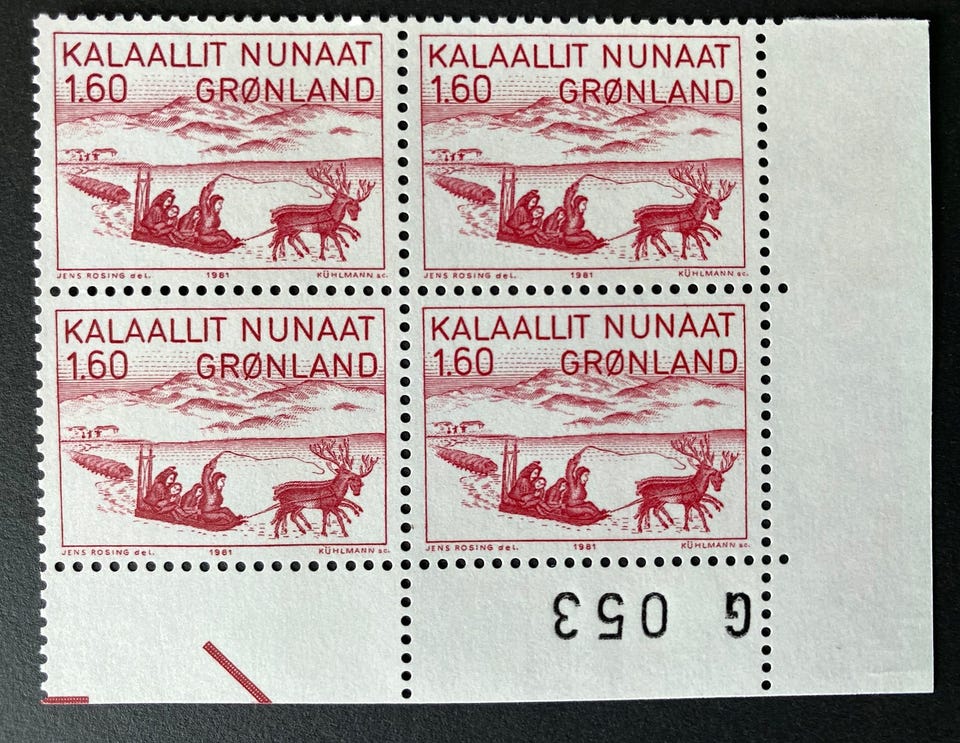 KALAALLIT NUNAAT
1.60 GRØNLAND
JENS ROSING del. 1981 KÜHLMANN sc.
KALAALLIT NUNAAT
1.60 GRØNLAND
JENS ROSING del. 1981 KÜHLMANN sc.
KALAALLIT NUNAAT
1.60 GRØNLAND
JENS ROSING del. 1981 KÜHLMANN sc.
KALAALLIT NUNAAT
1.60 GRØNLAND
JENS ROSING del. 1981 KÜHLMANN sc.
G 053